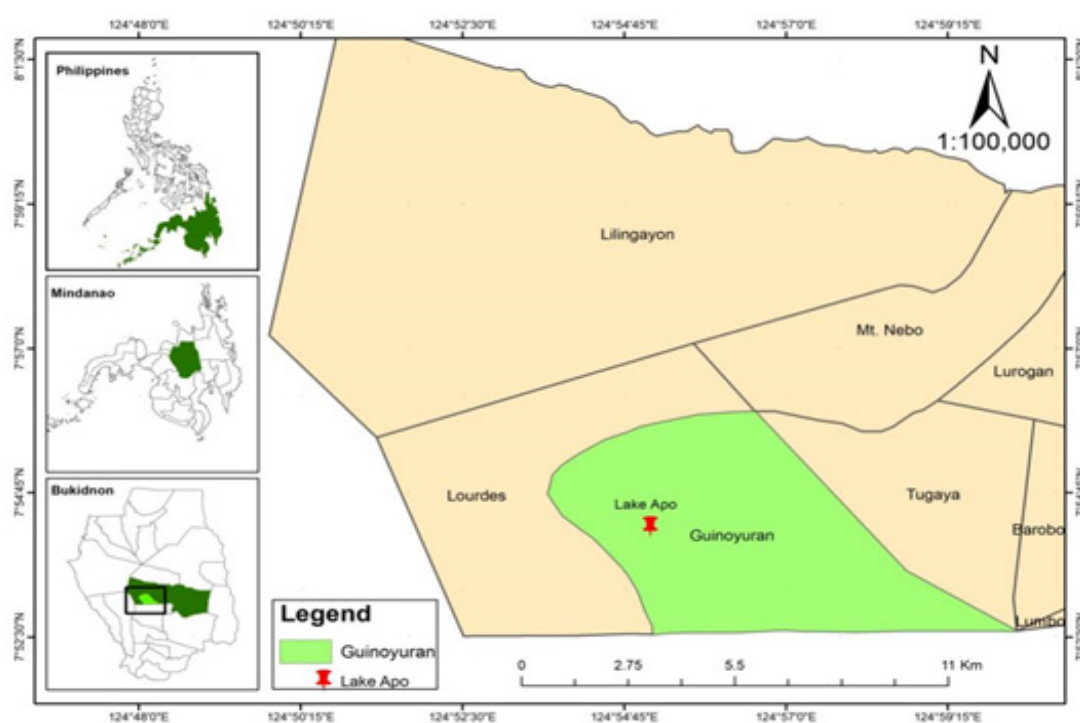 124°48'0"E 124°50'15"E 124°52'30"E 124°54'45"E 124°57'0"E 124°59'15"E
8°1'30"N
7°59'15"N
7°57'0"N
7°54'45"N
7°52'30"N
Philippines
Mindanao
Bukidnon
N
1:100,000
Lilingayon
Mt. Nebo
Lurogan
Lourdes
Lake Apo
Guinoyuran
Tugaya
Barobo
Lumbo
Legend
Guinoyuran
Lake Apo
0 2.75 5.5 11 Km
124°48'0"E 124°50'15"E 124°52'30"E 124°54'45"E 124°57'0"E 124°59'15"E